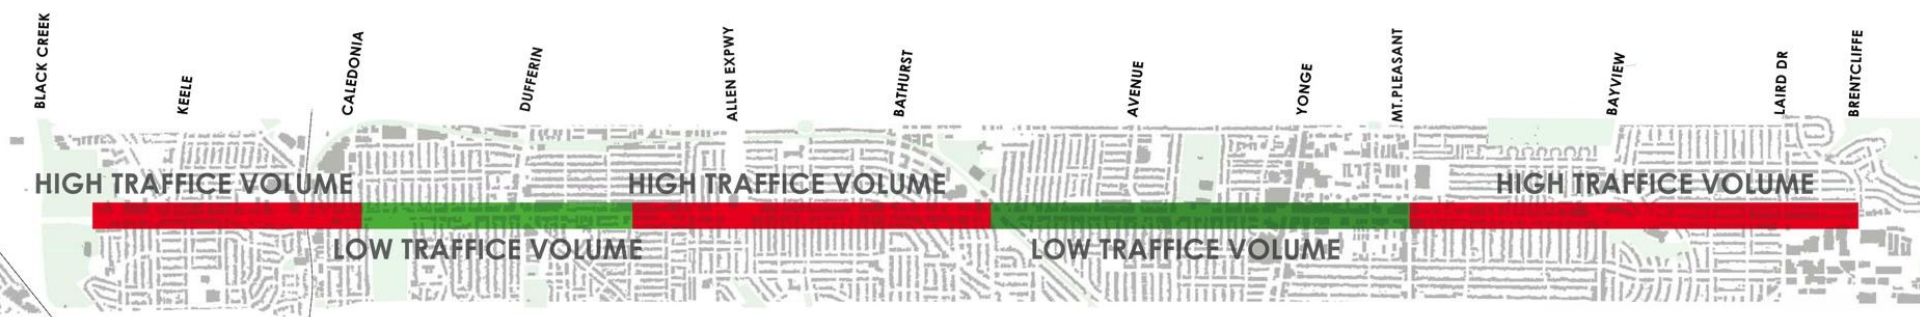 BLACK CREEK
KEELE
CALEDONIA
DUFFERIN
ALLEN EXPWY
BATHURST
AVENUE
YONGE
MT.PLEASANT
BAYVIEW
LAIRD DR
BRENTCLIFFE
HIGH TRAFFICE VOLUME
HIGH TRAFFICE VOLUME
HIGH TRAFFICE VOLUME
LOW TRAFFICE VOLUME
LOW TRAFFICE VOLUME